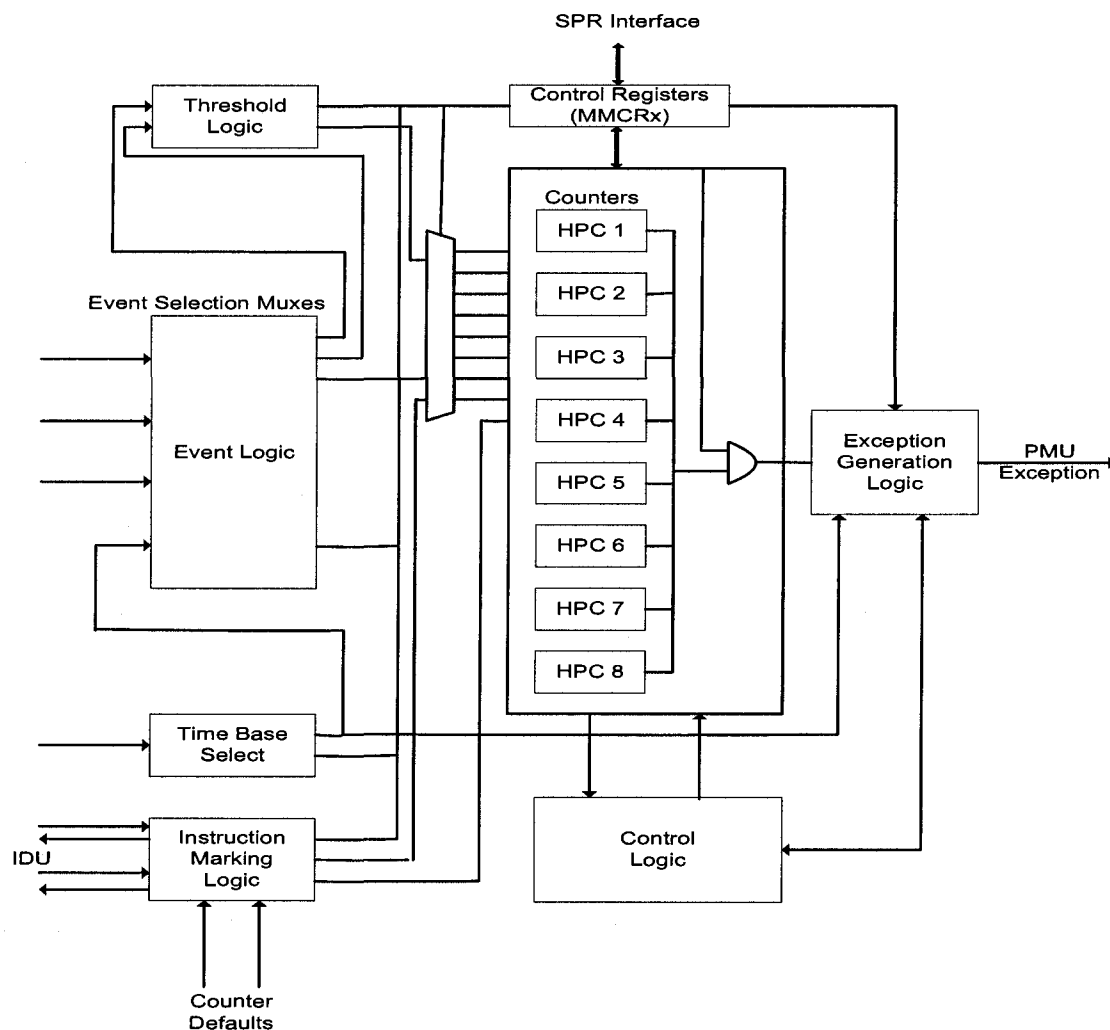 SPR Interface
Threshold
Logic
Control Registers
(MMCRx)
Counters
HPC 1
HPC 2
HPC 3
HPC 4
HPC 5
HPC 6
HPC 7
HPC 8
Event Selection Muxes
Event Logic
Exception
Generation
Logic
PMU
Exception
Time Base
Select
Control
Logic
IDU
Instruction
Marking
Logic
Counter
Defaults